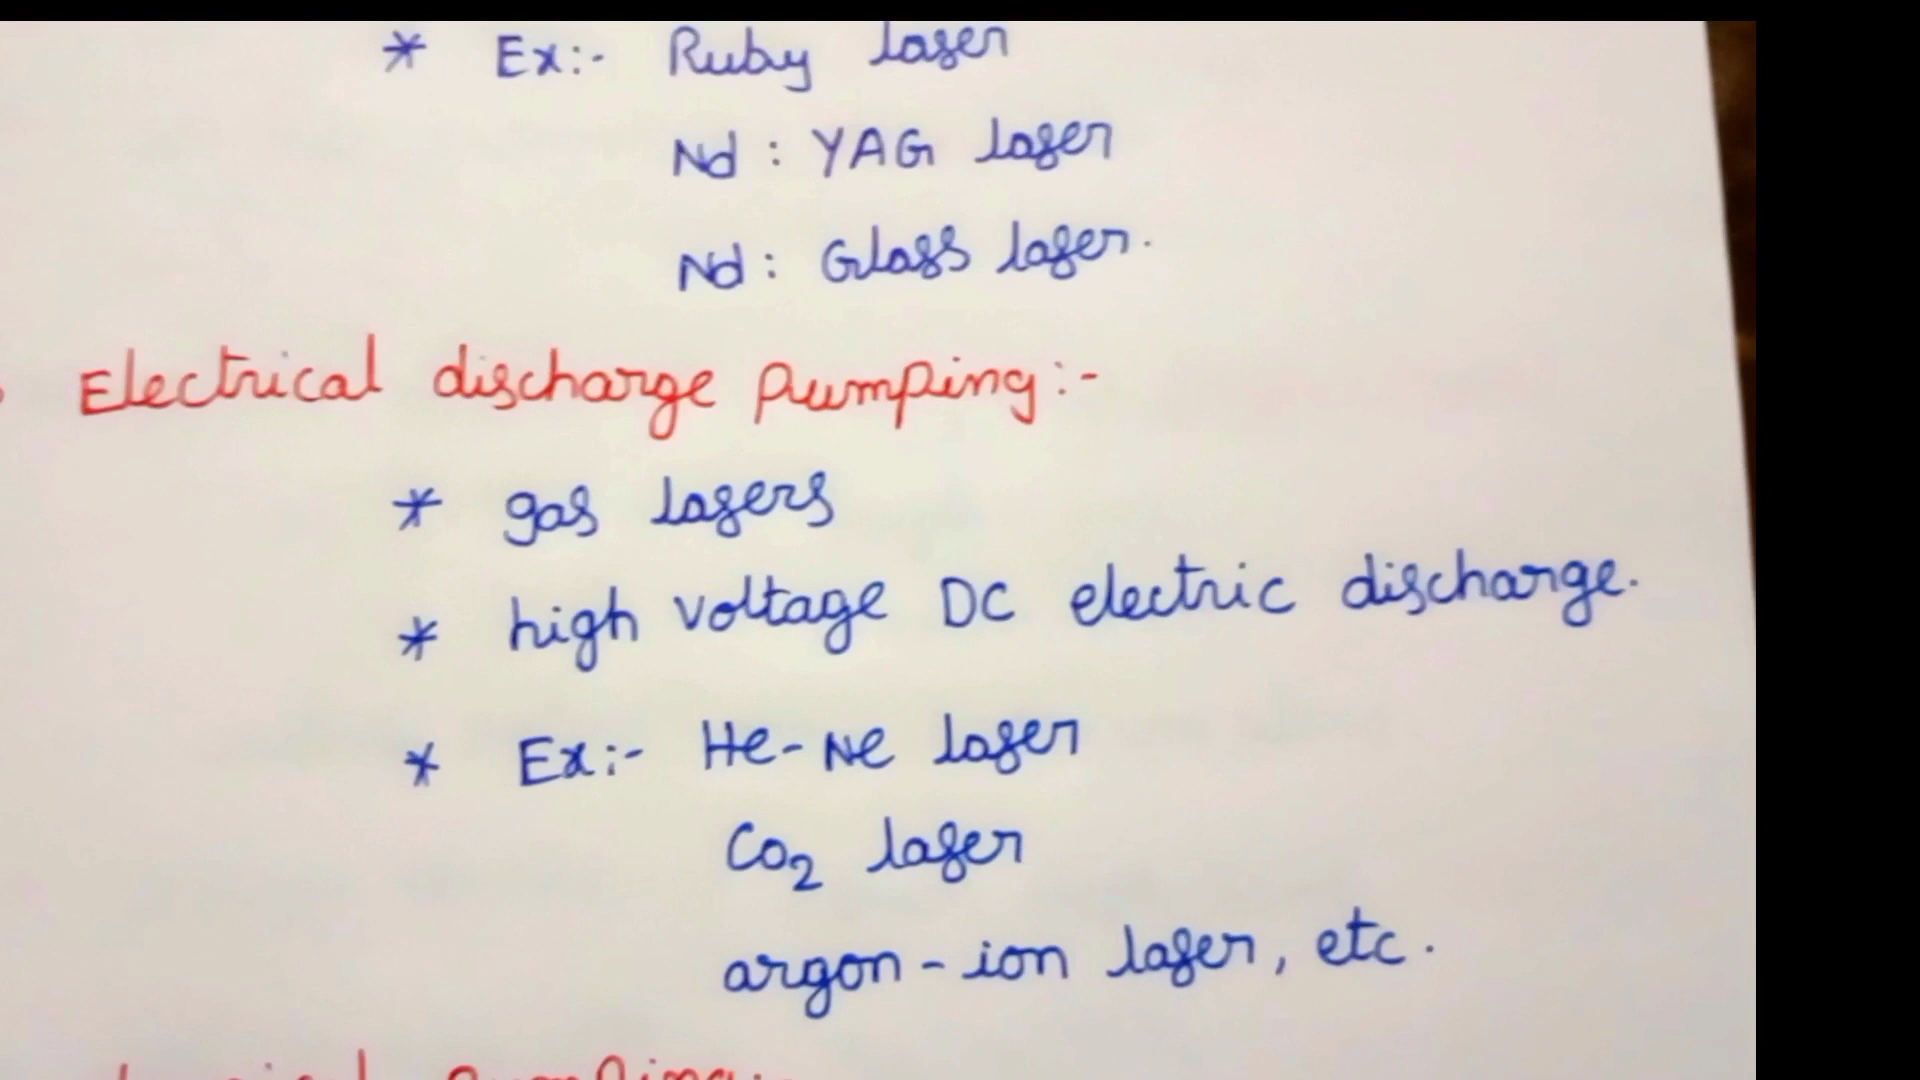 * Ex:- Ruby laser
Nd : YAG laser
Nd : Glass laser.
Electrical discharge pumping:-
* gas lasers
* high voltage DC electric discharge.
* Ex:- He-Ne laser
Co₂ laser
argon-ion laser, etc.
pumping:-